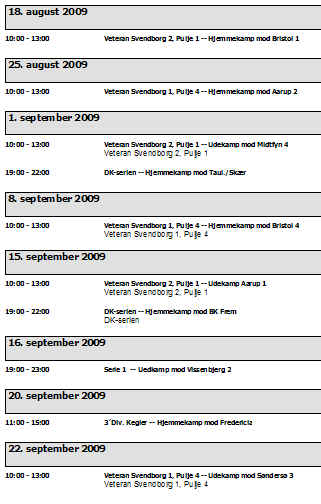 18. august 2009
10:00 - 13:00 Veteran Svendborg 2, Pulje 1 -- Hjemmekamp mod Bristol 1
25. august 2009
10:00 - 13:00 Veteran Svendborg 1, Pulje 4 -- Hjemmekamp mod Aarup 2
1. september 2009
10:00 - 13:00 Veteran Svendborg 2, Pulje 1 -- Udekamp mod Midtfyn 4
Veteran Svendborg 2, Pulje 1
19:00 - 22:00 DK-serien -- Hjemmekamp mod Taul./Skær
8. september 2009
10:00 - 13:00 Veteran Svendborg 1, Pulje 4 -- Hjemmekamp mod Bristol 4
Veteran Svendborg 1, Pulje 4
15. september 2009
10:00 - 13:00 Veteran Svendborg 2, Pulje 1 -- Udekamp Aarup 1
Veteran Svendborg 2, Pulje 1
19:00 - 22:00 DK-serien -- Hjemmekamp mod BK Frem
DK-serien
16. september 2009
19:00 - 23:00 Serie 1 -- Uedkamp mod Vissenbjerg 2
20. september 2009
11:00 - 15:00 3´Div. Kegler -- Hjemmekamp mod Fredericia
22. september 2009
10:00 - 13:00 Veteran Svendborg 1, Pulje 4 -- Udekamp mod Søndersø 3
Veteran Svendborg 1, Pulje 4